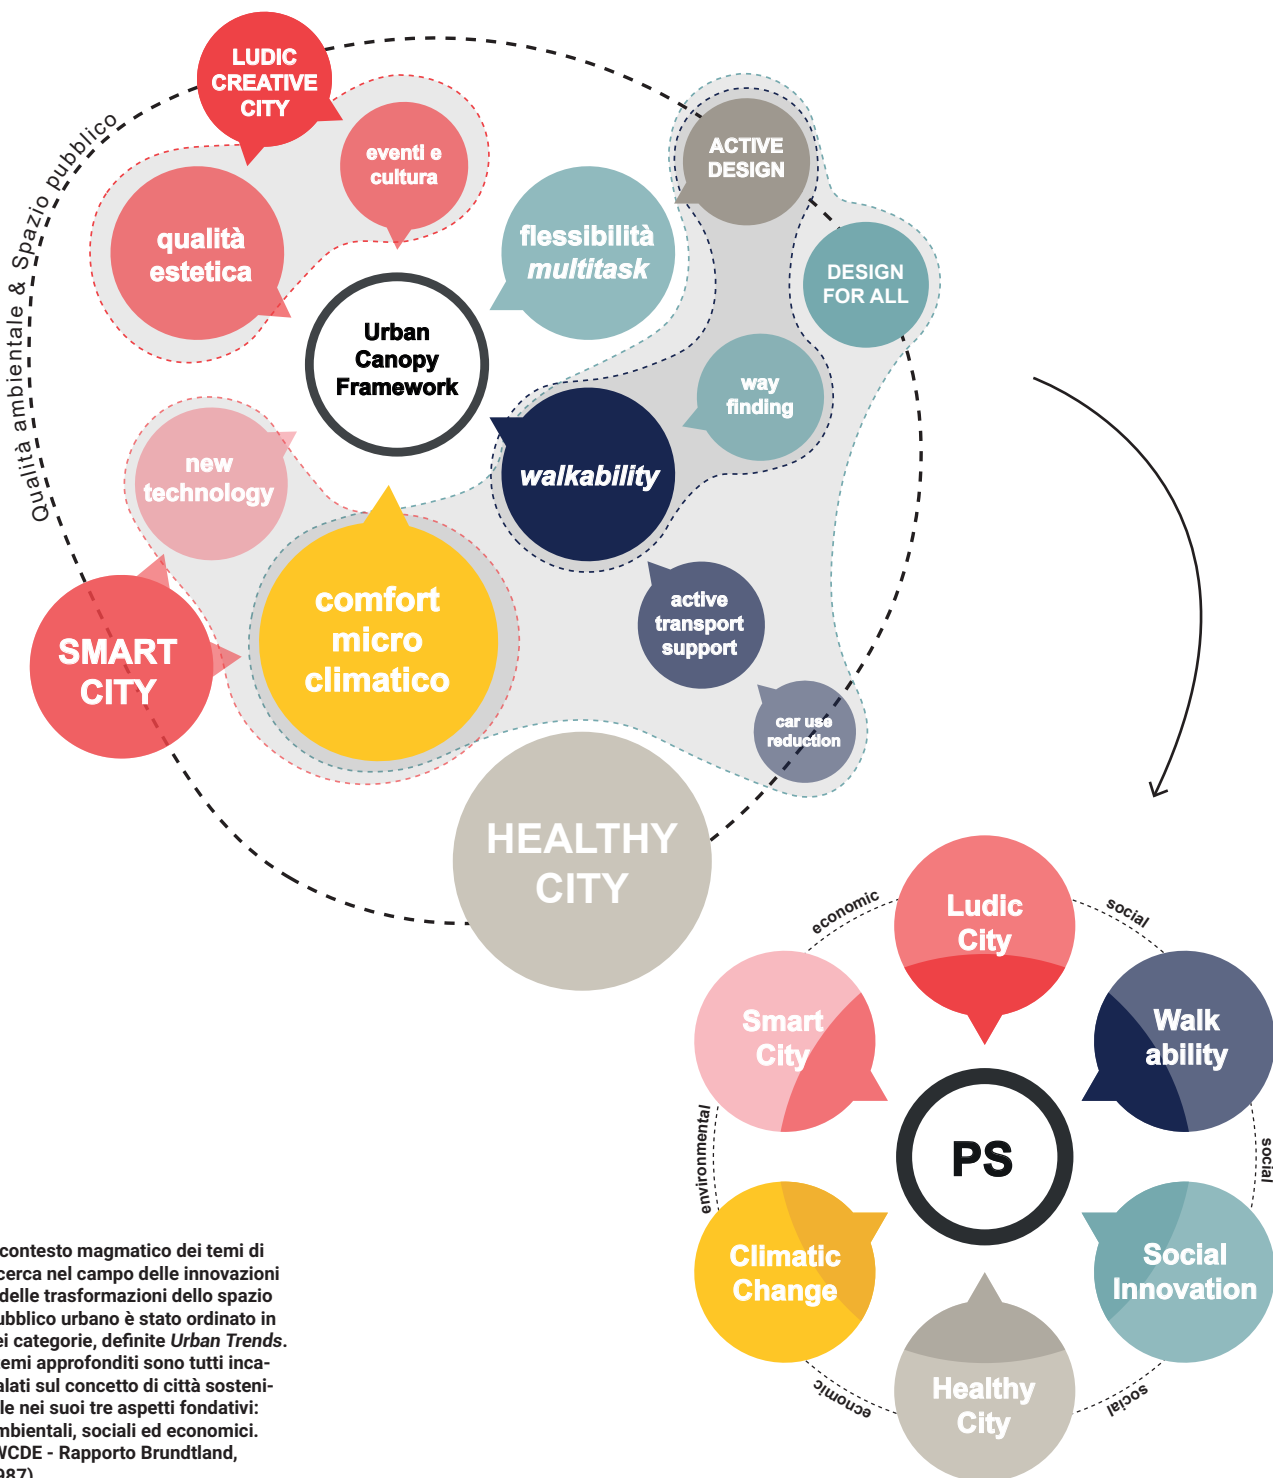 LUDIC
CREATIVE
CITY
Qualità ambientale & Spazio pubblico
eventi e
cultura
ACTIVE
DESIGN
qualità
estetica
flessibilità
multitask
DESIGN
FOR ALL
Urban
Canopy
Framework
way
finding
new
technology
walkability
comfort
micro
climatico
active
transport
support
SMART
CITY
car use
reduction
HEALTHY
CITY
economic
Ludic
City
social
Smart
City
Walk
ability
environmental
PS
social
Climatic
Change
Social
Innovation
ecnomic
Healthy
City
social
contesto magmatico dei temi di
cerca nel campo delle innovazioni
delle trasformazioni dello spazio
ubblico urbano è stato ordinato in
ei categorie, definite Urban Trends.
temi approfonditi sono tutti inca-
alati sul concetto di città sosteni-
le nei suoi tre aspetti fondativi:
mbientali, sociali ed economici.
WCDE - Rapporto Brundtland,
987)